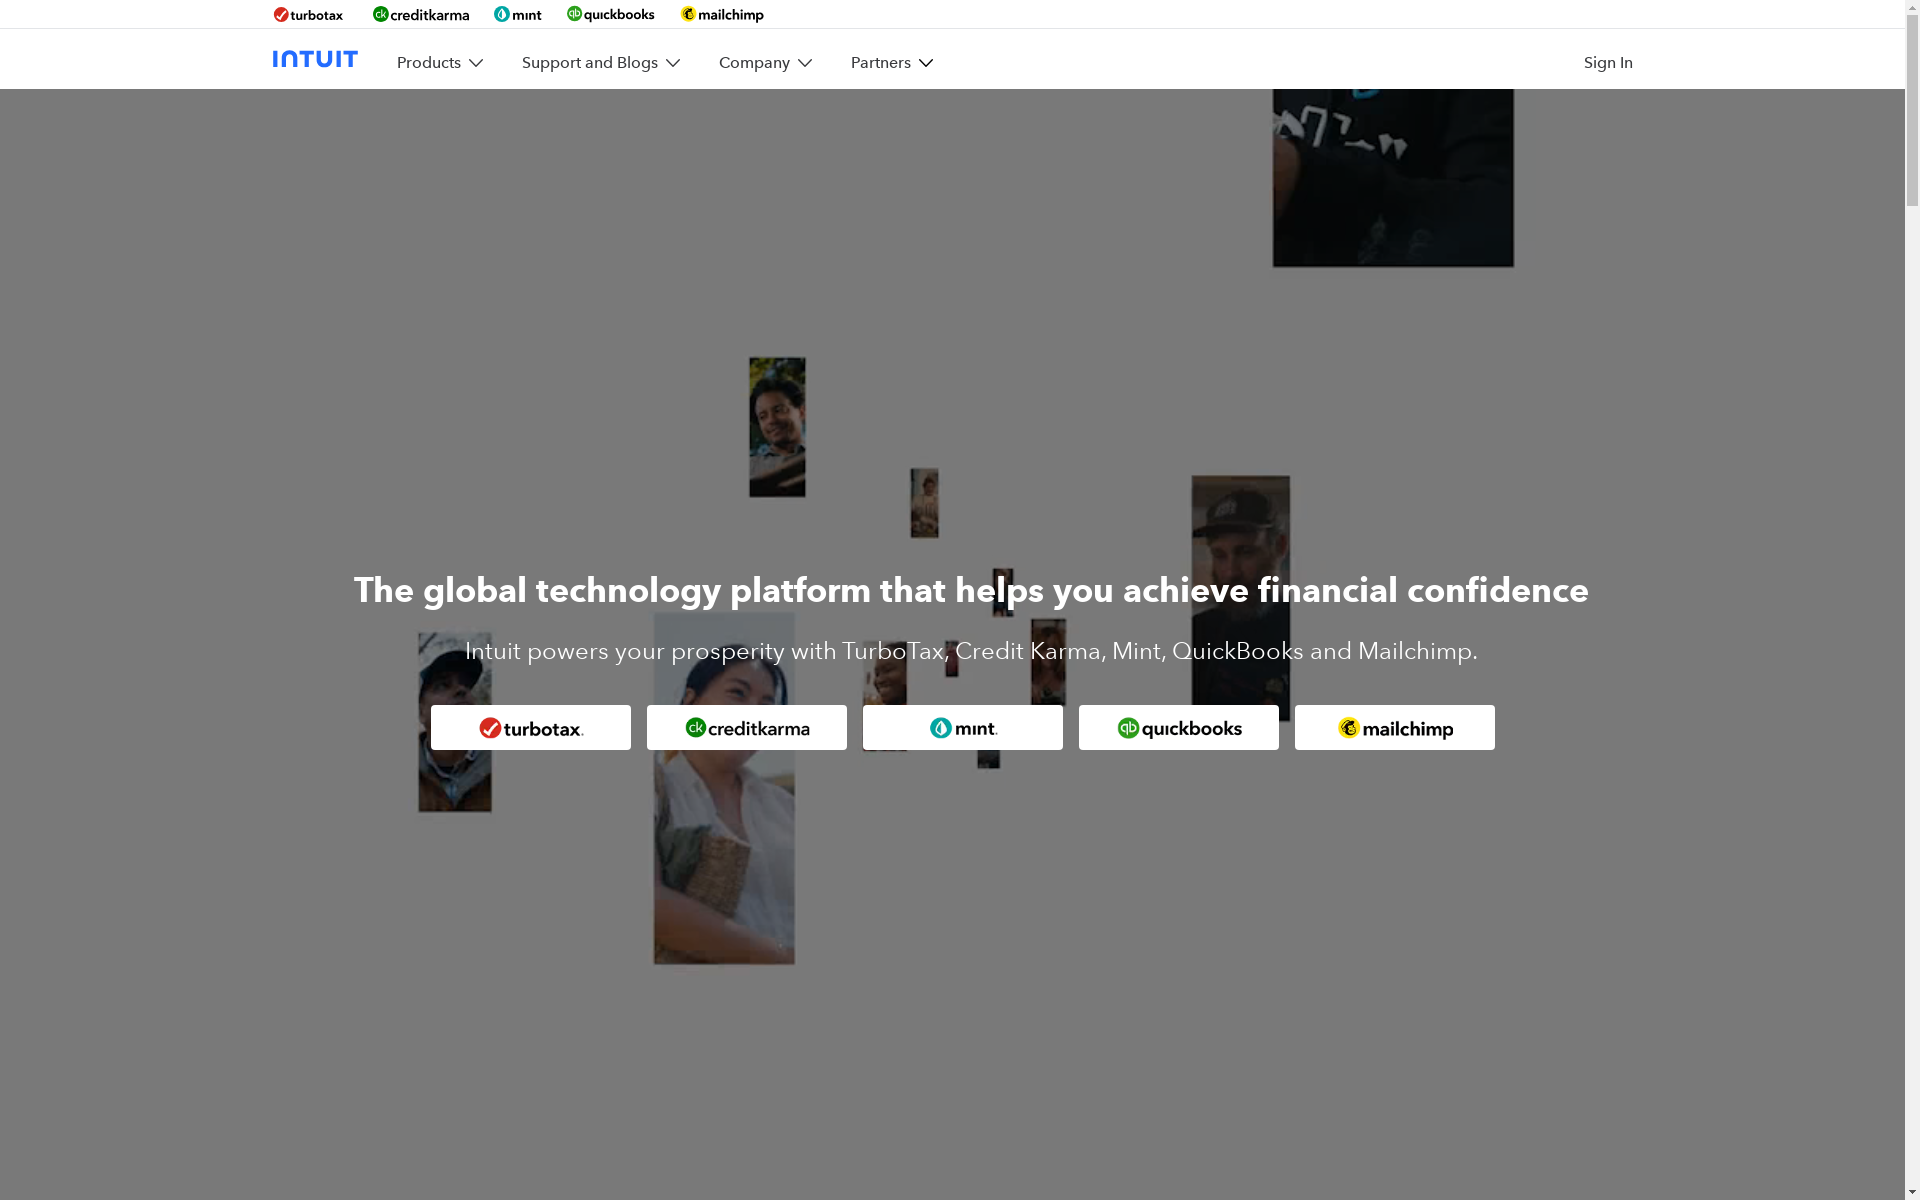 turbotax creditkarma mint quickbooks mailchimp
INTUIT Products Support and Blogs Company Partners Sign In
The global technology platform that helps you achieve financial confidence
Intuit powers your prosperity with TurboTax, Credit Karma, Mint, QuickBooks and Mailchimp.
turbotax. creditkarma mint. quickbooks mailchimp